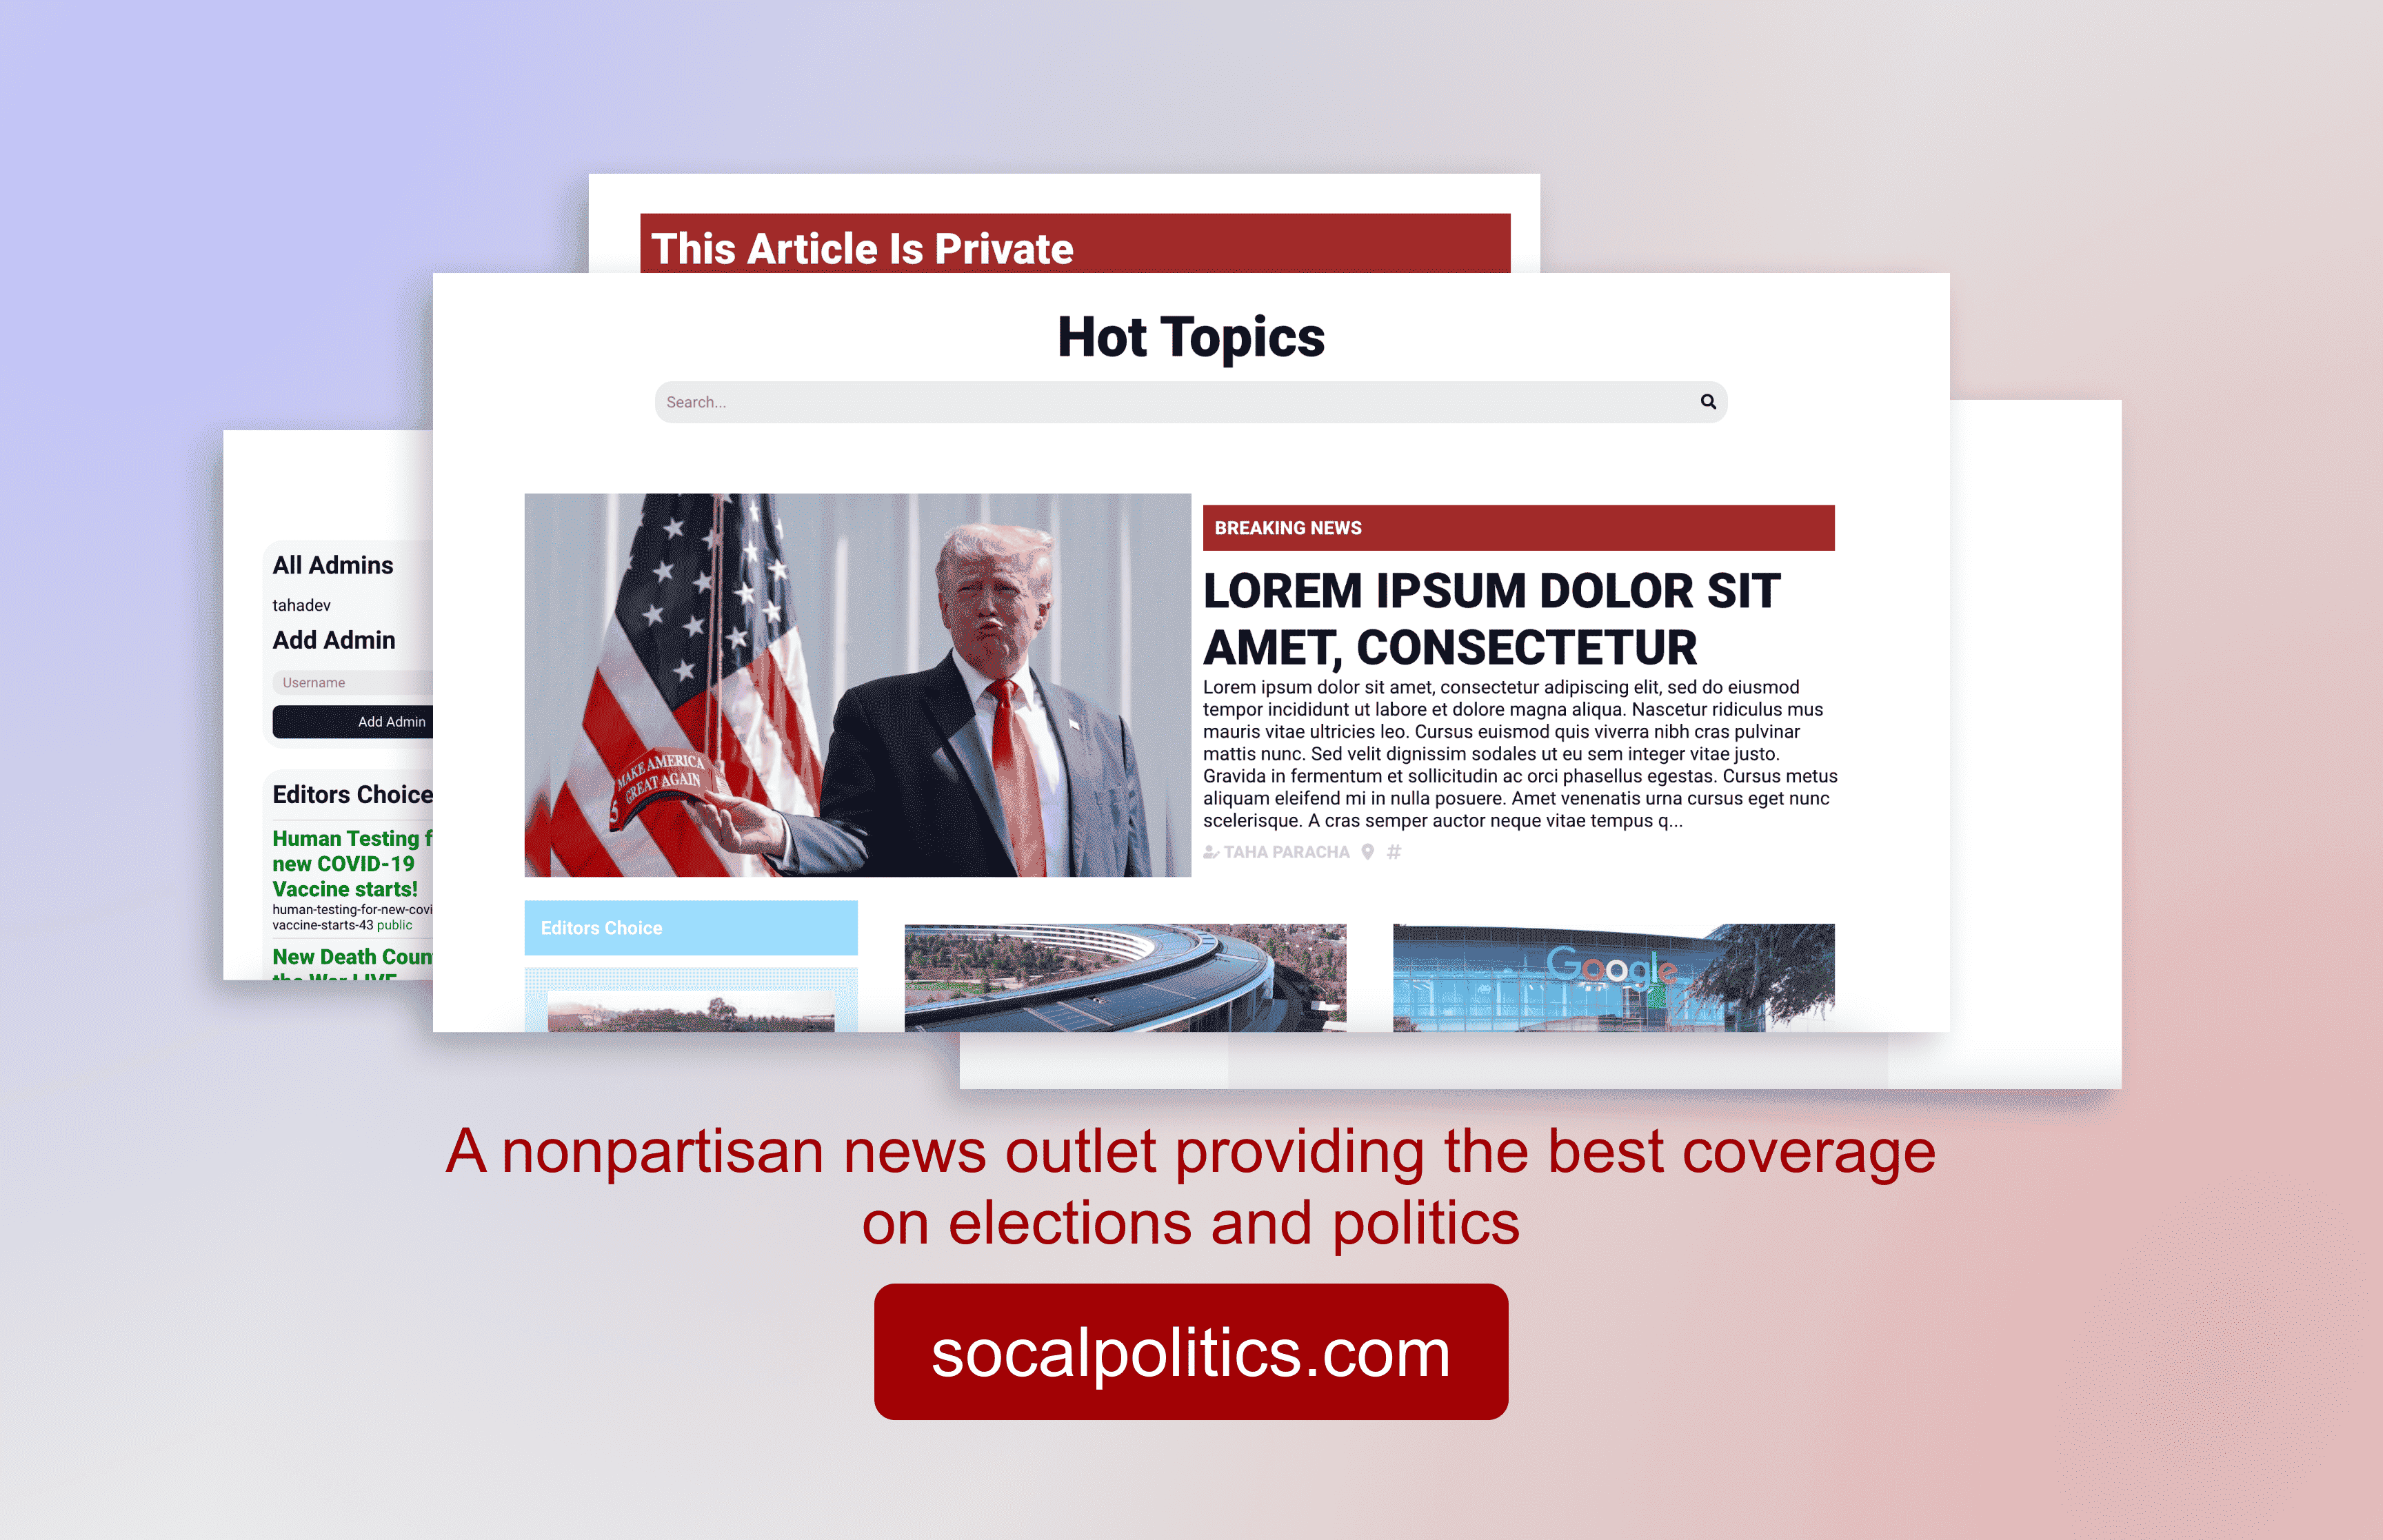 This Article Is Private
Hot Topics
Search...
All Admins
tahadev
Add Admin
Username
Add Admin
Editors Choice
Human Testing f
new COVID-19
Vaccine starts!
human-testing-for-new-covi
vaccine-starts-43 public
New Death Coun
the War LIVE
MAKE AMERICA
GREAT AGAIN
45
BREAKING NEWS
LOREM IPSUM DOLOR SIT
AMET, CONSECTETUR
Lorem ipsum dolor sit amet, consectetur adipiscing elit, sed do eiusmod
tempor incididunt ut labore et dolore magna aliqua. Nascetur ridiculus mus
mauris vitae ultricies leo. Cursus euismod quis viverra nibh cras pulvinar
mattis nunc. Sed velit dignissim sodales ut eu sem integer vitae justo.
Gravida in fermentum et sollicitudin ac orci phasellus egestas. Cursus metus
aliquam eleifend mi in nulla posuere. Amet venenatis urna cursus eget nunc
scelerisque. A cras semper auctor neque vitae tempus q...
TAHA PARACHA #
Editors Choice
Google
A nonpartisan news outlet providing the best coverage
on elections and politics
socalpolitics.com